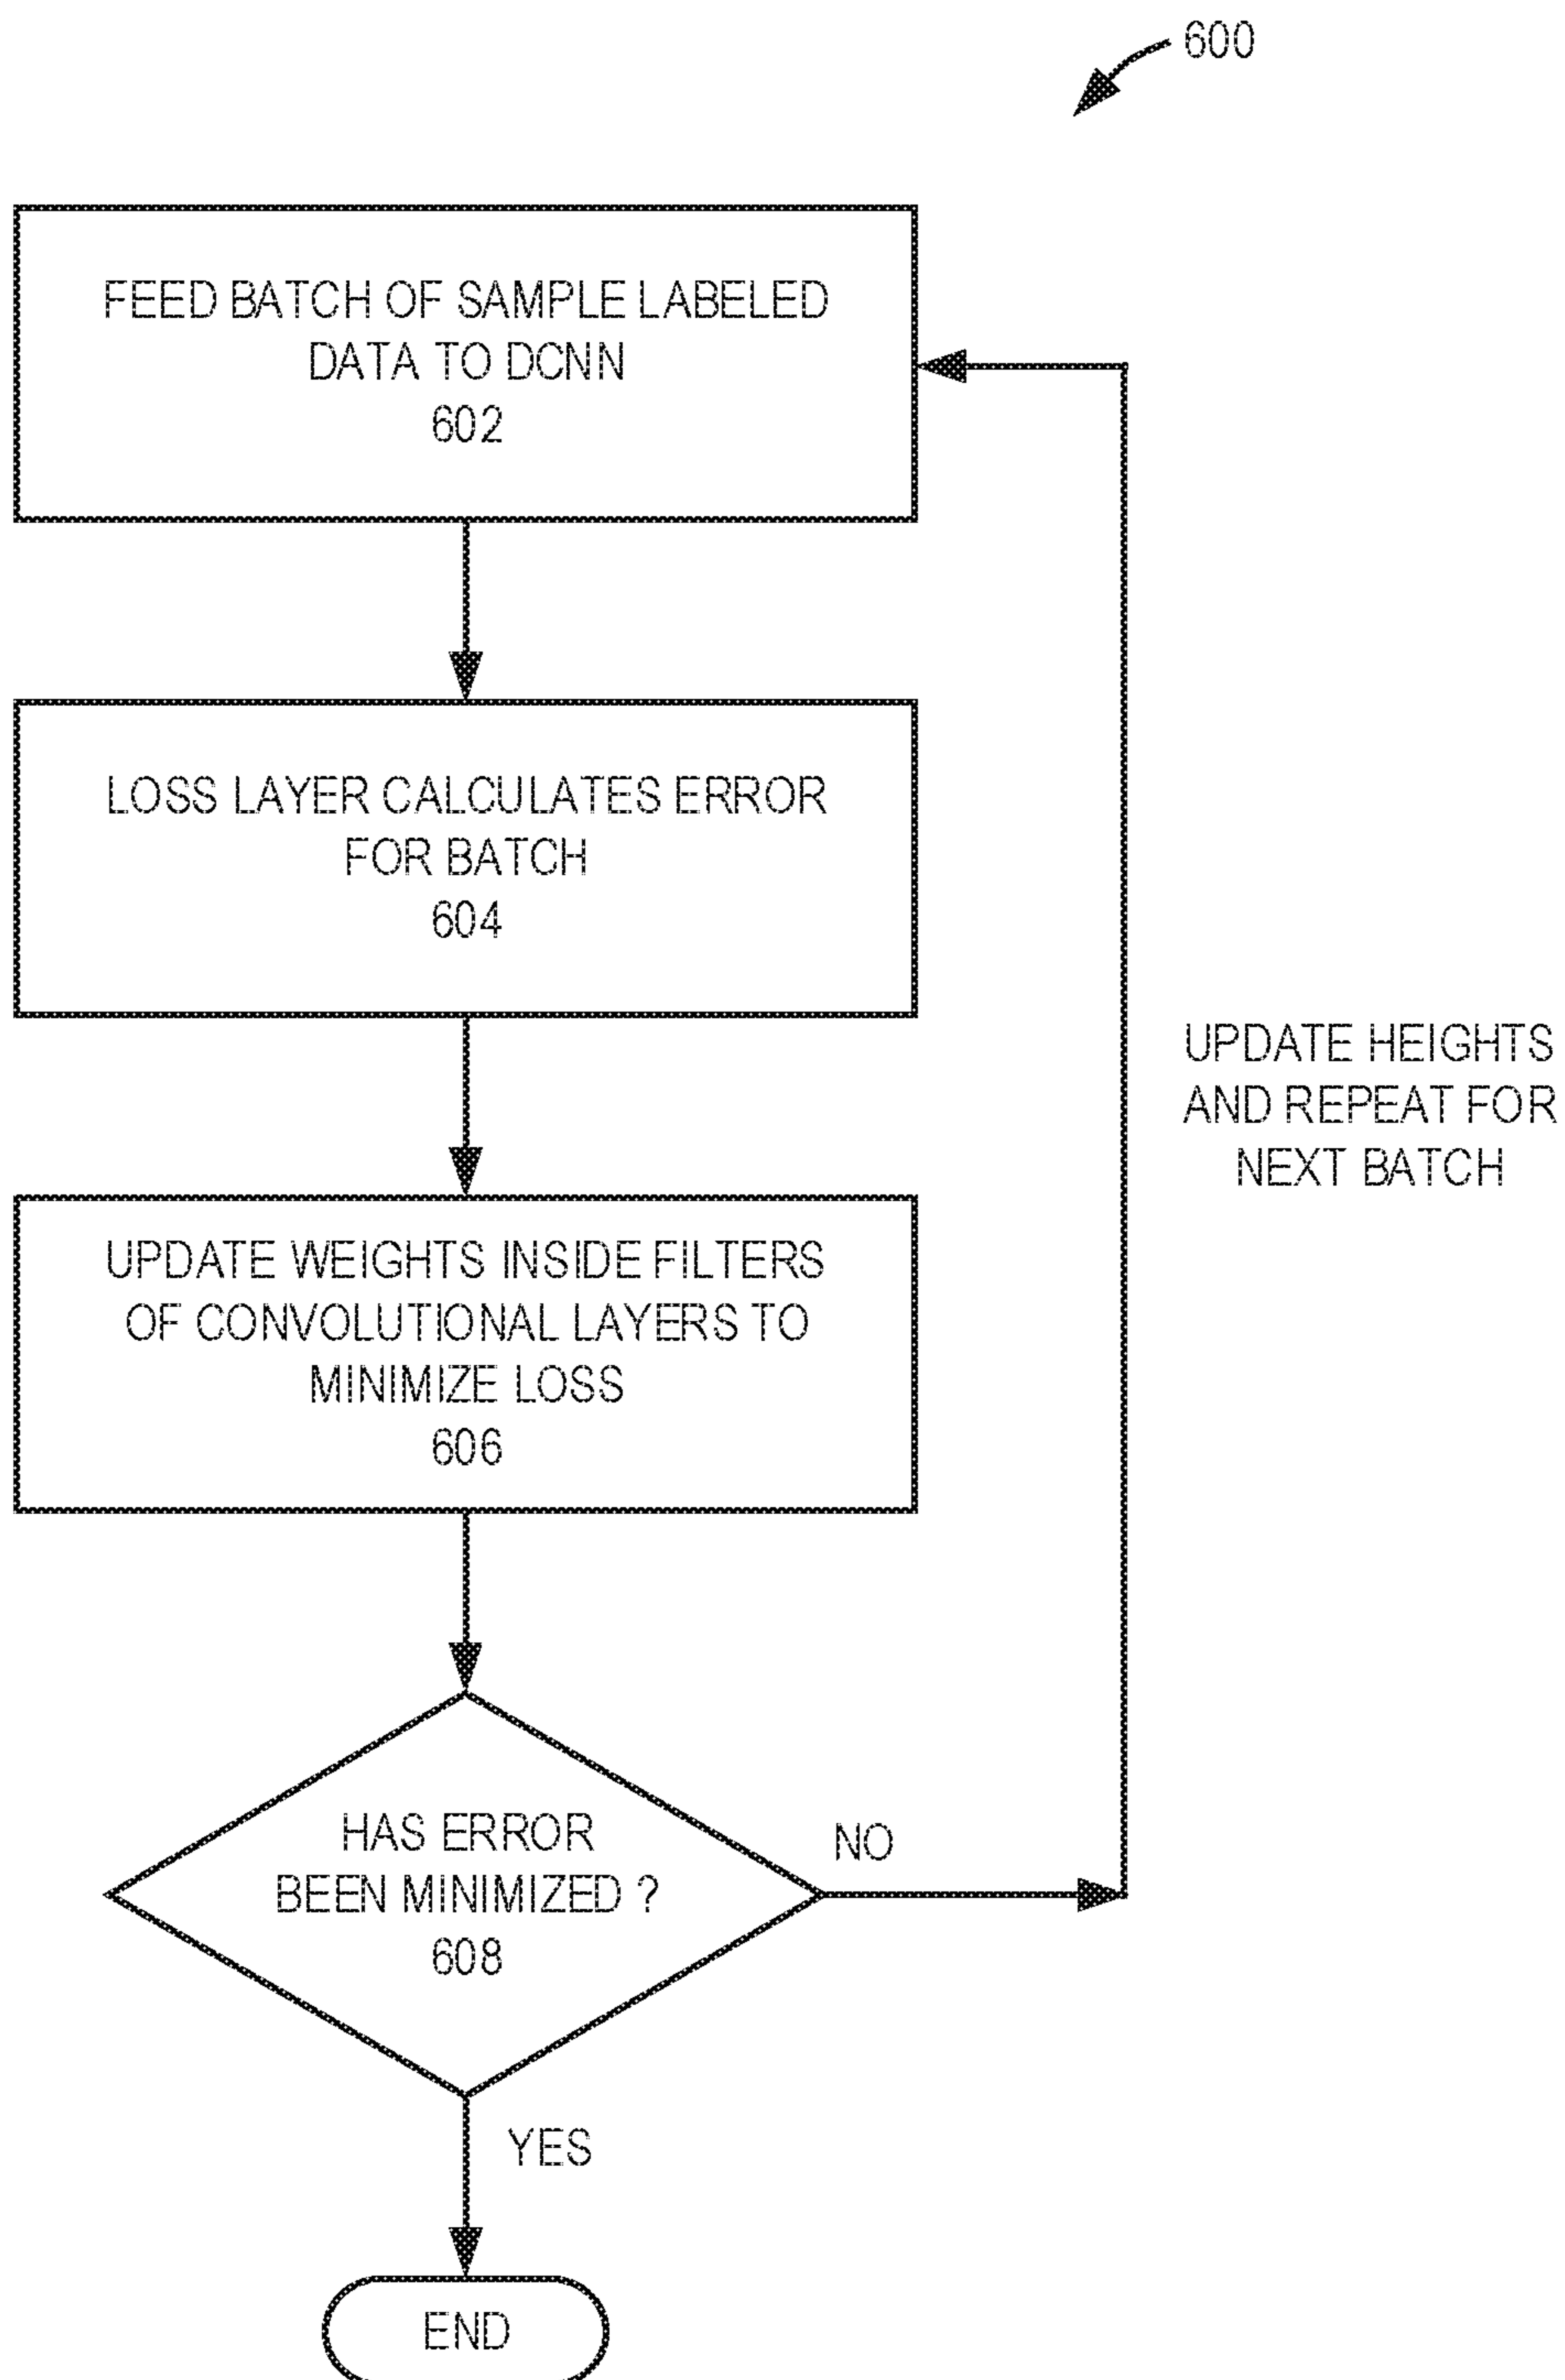 600
FEED BATCH OF SAMPLE LABELED
DATA TO DCNN
602
LOSS LAYER CALCULATES ERROR
FOR BATCH
604
UPDATE HEIGHTS
AND REPEAT FOR
NEXT BATCH
UPDATE WEIGHTS INSIDE FILTERS
OF CONVOLUTIONAL LAYERS TO
MINIMIZE LOSS
606
HAS ERROR
BEEN MINIMIZED ?
608
NO
YES
END